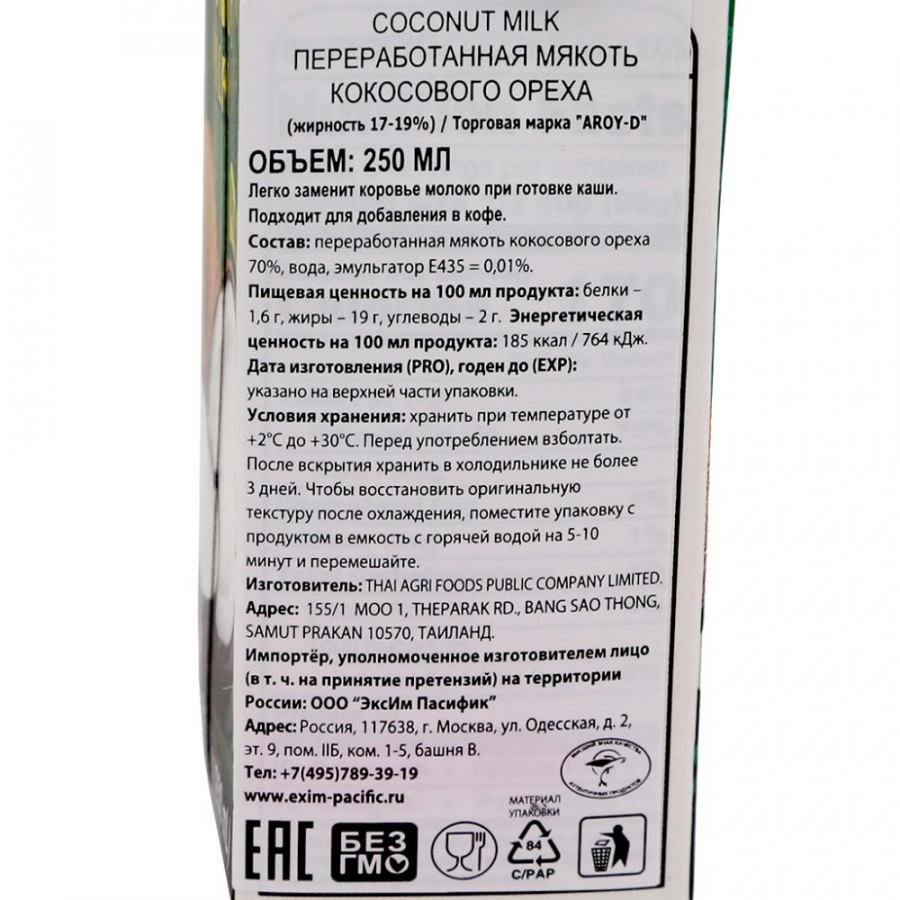 COCONUT MILK
ПЕРЕРАБОТАННАЯ МЯКОТЬ
КОКОСОВОГО ОРЕХА
(жирность 17-19%) / Торговая марка "AROY-D"
ОБЪЕМ: 250 МЛ
Легко заменит коровье молоко при готовке каши.
Подходит для добавления в кофе.
Состав: переработанная мякоть кокосового ореха
70%, вода, эмульгатор Е435 = 0,01%.
Пищевая ценность на 100 мл продукта: белки –
1,6 г, жиры – 19 г, углеводы – 2 г. Энергетическая
ценность на 100 мл продукта: 185 ккал / 764 кДж.
Дата изготовления (PRO), годен до (EXP):
указано на верхней части упаковки.
Условия хранения: хранить при температуре от
+2°С до +30°С. Перед употреблением взболтать.
После вскрытия хранить в холодильнике не более
3 дней. Чтобы восстановить оригинальную
текстуру после охлаждения, поместите упаковку с
продуктом в емкость с горячей водой на 5-10
минут и перемешайте.
Изготовитель: THAI AGRI FOODS PUBLIC COMPANY LIMITED.
Адрес: 155/1 MOO 1, THEPARAK RD., BANG SAO THONG,
SAMUT PRAKAN 10570, ТАИЛАНД.
Импортёр, уполномоченное изготовителем лицо
(в т. ч. на принятие претензий) на территории
России: ООО "ЭксИм Пасифик"
Адрес: Россия, 117638, г. Москва, ул. Одесская, д. 2,
эт. 9, пом. IIБ, ком. 1-5, башня В.
Тел: +7(495)789-39-19
www.exim-pacific.ru
ВЫСШИЙ ЗНАК КАЧЕСТВА
АУТЕНТИЧНЫХ ПРОДУКТОВ
МАТЕРИАЛ
УПАКОВКИ
EAC
БЕЗ
ГМО
84
C/PAP